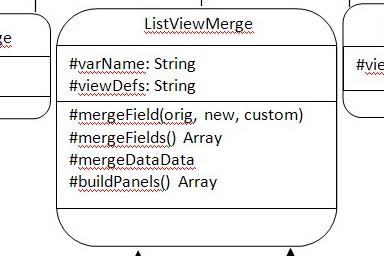 ge
ListViewMerge
#varName: String
#viewDefs: String
#vie
#mergeField(orig, new, custom)
#mergeFields() Array
#mergeDataData
#buildPanels() Array